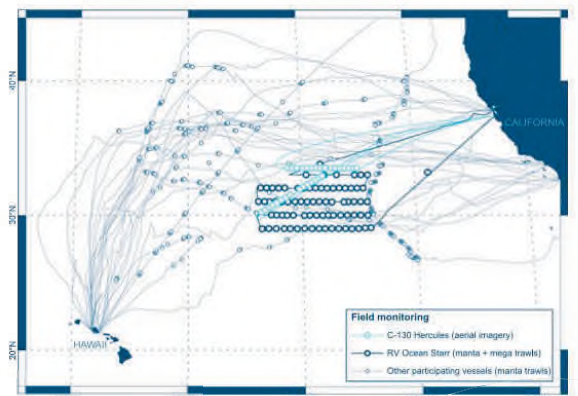 40°N
CALIFORNIA
30°N
Field monitoring
C-130 Hercules (aerial imagery)
RV Ocean Starr (manta + mega trawls)
Other participating vessels (manta trawls)
HAWAII
20°N